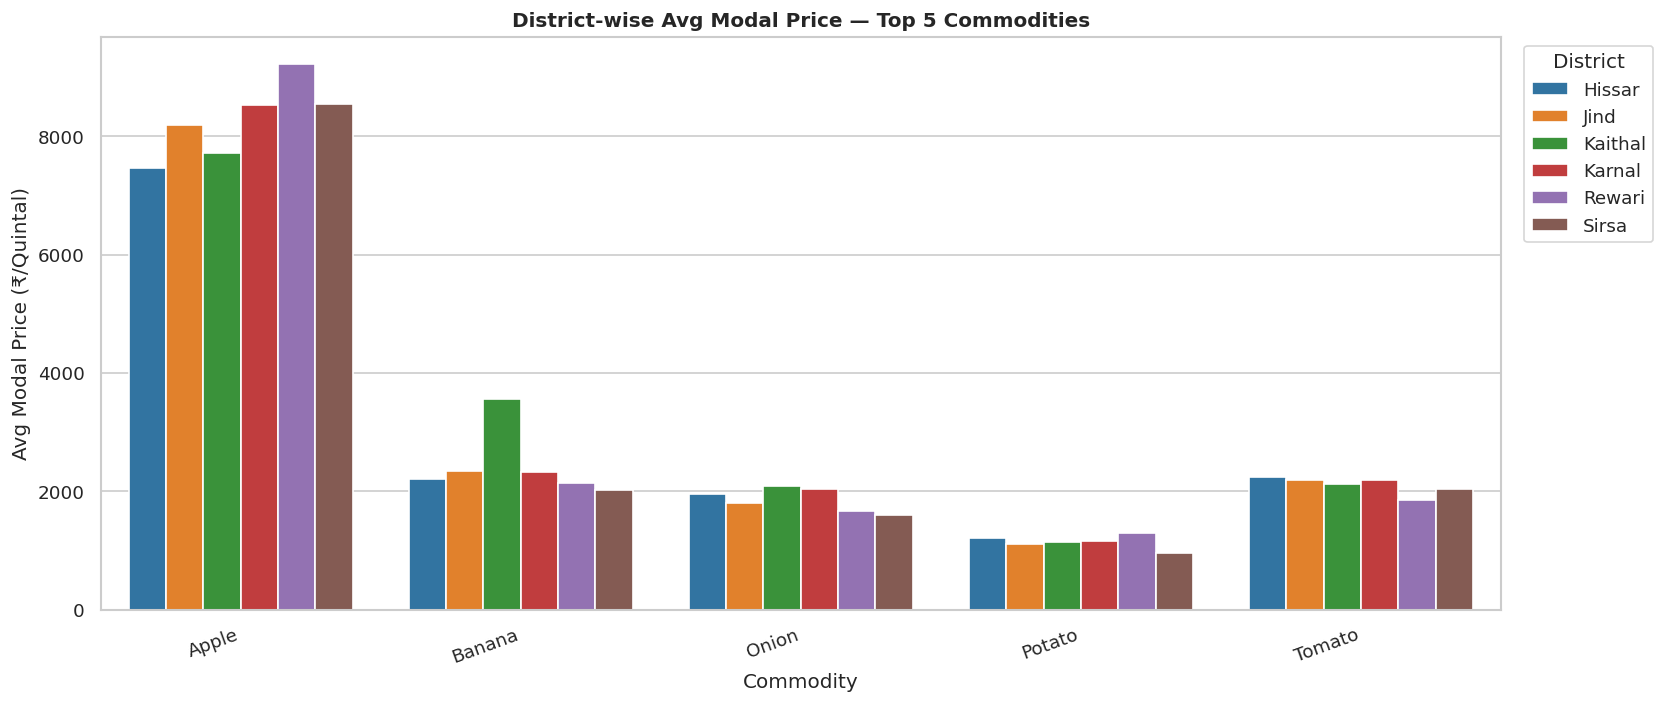 District-wise Avg Modal Price — Top 5 Commodities
Avg Modal Price (₹/Quintal)
8000
6000
4000
2000
0
Apple
Banana
Onion
Potato
Tomato
Commodity
District
Hissar
Jind
Kaithal
Karnal
Rewari
Sirsa